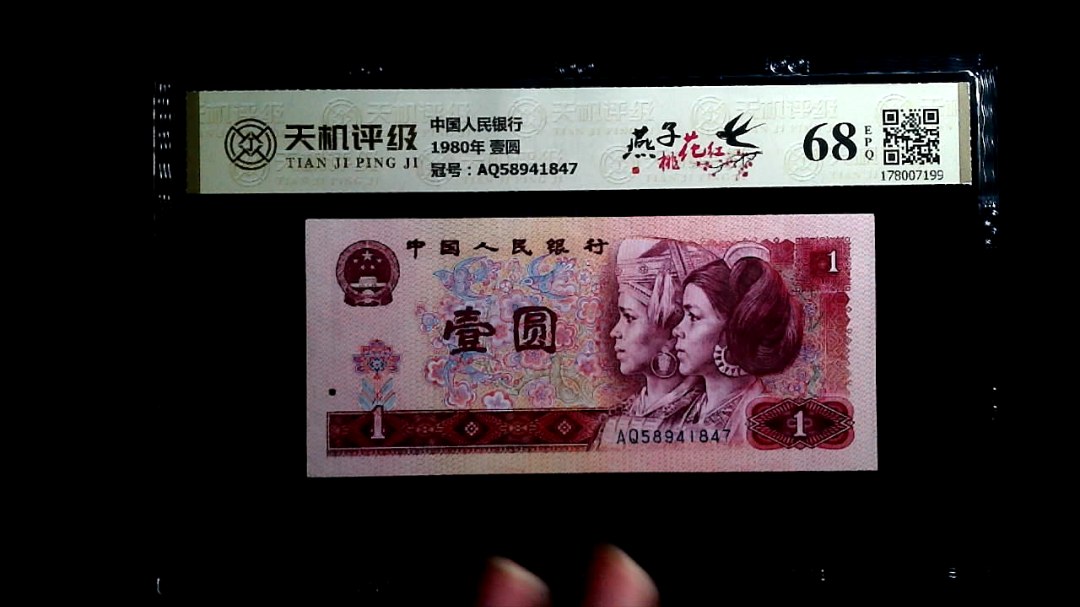 天机评级
TIAN JI PING JI
中国人民银行
1980年 壹圆
冠号：AQ58941847
燕子
桃花红
68
EPQ
178007199
中国人民银行
1
壹圆
1
AQ58941847
1